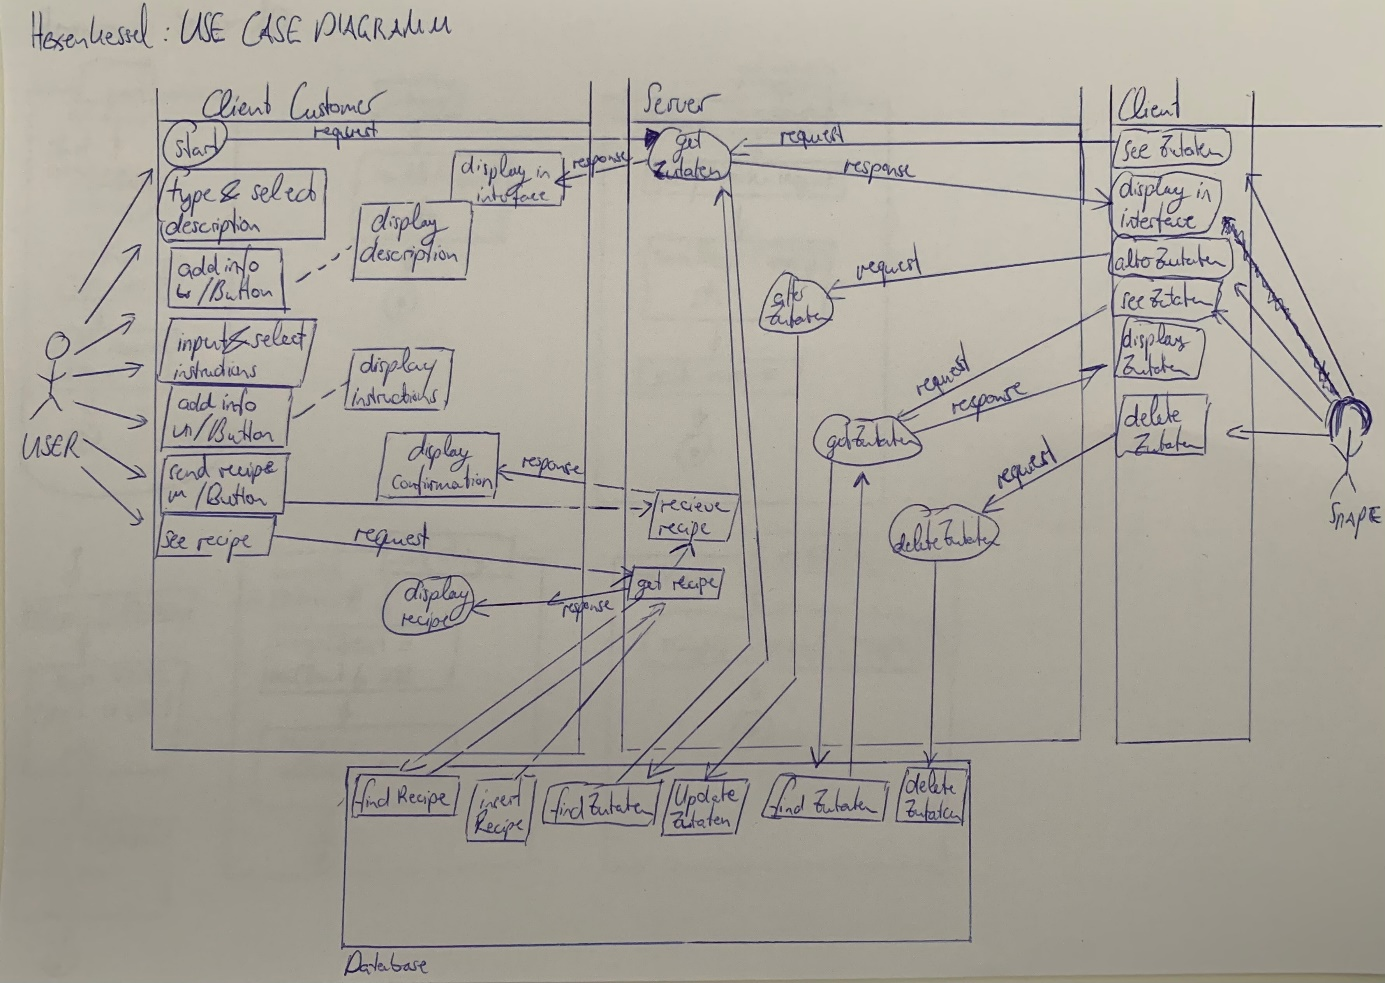 Hexenkessel : USE CASE DIAGRAMM
Client Customer
Server
Client
start
request
get
Zutaten
request
see Zutaten
response
display in
interface
response
display in
interface
type & select
description
display
description
add info
w/Button
request
alter Zutaten
alter
Zutaten
see Zutaten
input & select
instructions
display
instructions
display
Zutaten
request
response
add info
w/Button
get Zutaten
delete
Zutaten
USER
SNAPE
display
confirmation
response
send recipe
w/Button
request
recieve
recipe
delete Zutaten
see recipe
request
get recipe
display
recipe
response
find Recipe
insert
Recipe
find Zutaten
Update
Zutaten
find Zutaten
delete
Zutaten
Database